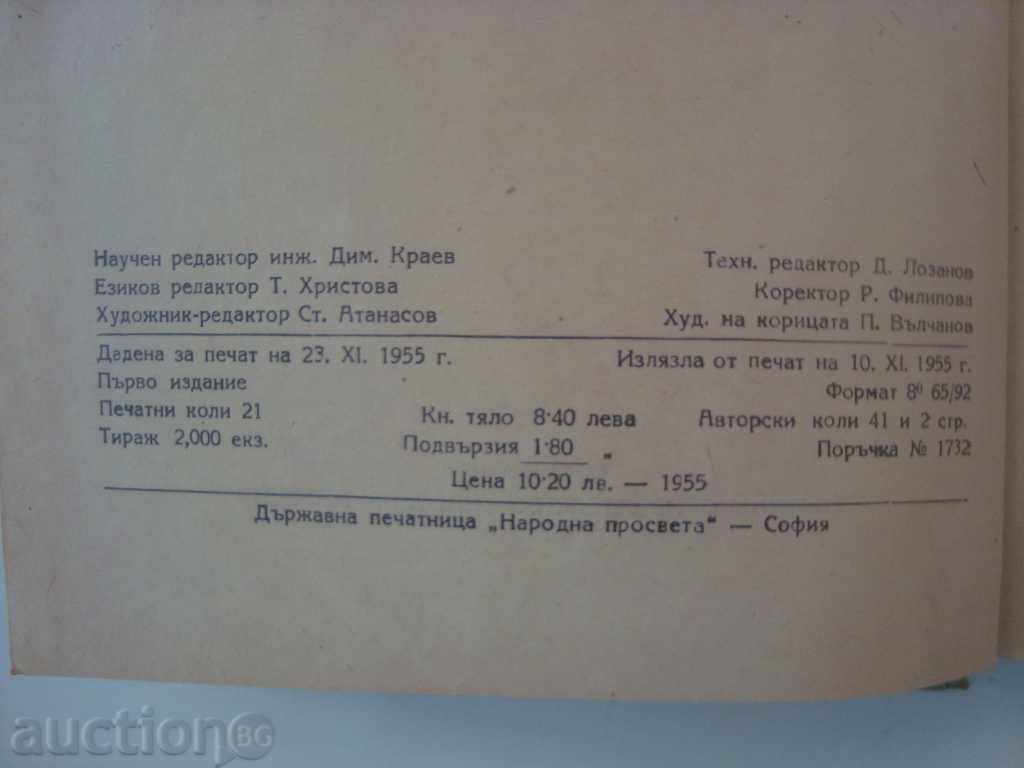 Научен редактор инж. Дим. Краев Техн. редактор Д. Лозанов
Езиков редактор Т. Христова Коректор Р. Филипова
Художник-редактор Ст. Атанасов Худ. на корицата П. Вълчанов
Дадена за печат на 23. XI. 1955 г. Излязла от печат на 10. XI. 1955 г.
Първо издание Формат 8⁰ 65/92
Печатни коли 21 Кн. тяло 8·40 лева Авторски коли 41 и 2 стр.
Тираж 2,000 екз. Подвързия 1·80 „ Поръчка № 1732
Цена 10·20 лв. — 1955
Държавна печатница „Народна просвета“ — София
auction BG